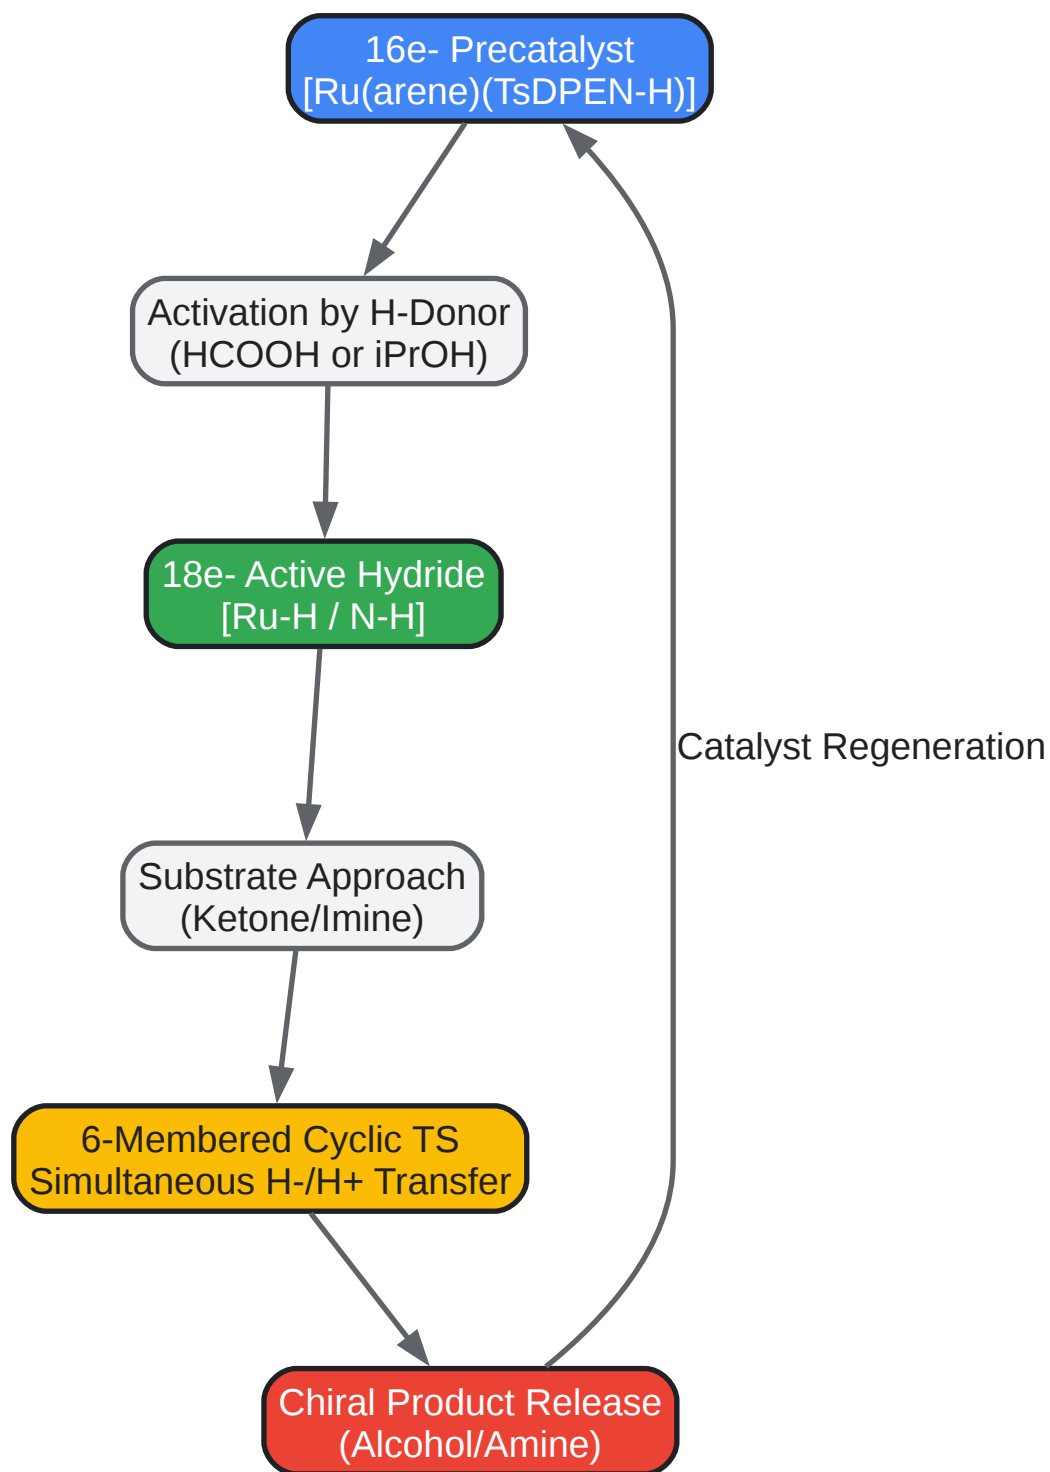 16e- Precatalyst
[Ru(arene)(TsDPEN-H)]
Activation by H-Donor
(HCOOH or iPrOH)
18e- Active Hydride
[Ru-H / N-H]
Catalyst Regeneration
Substrate Approach
(Ketone/Imine)
6-Membered Cyclic TS
Simultaneous H-/H+ Transfer
Chiral Product Release
(Alcohol/Amine)